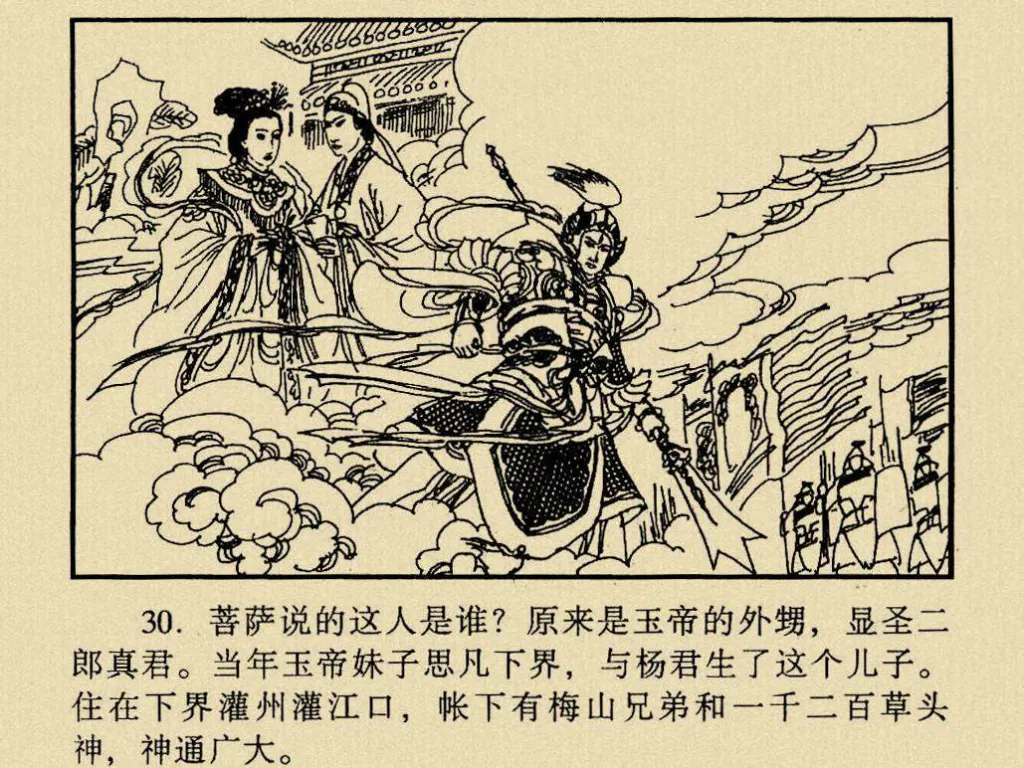 30. 菩萨说的这人是谁？原来是玉帝的外甥，显圣二
郎真君。当年玉帝妹子思凡下界，与杨君生了这个儿子。
住在下界灌州灌江口，帐下有梅山兄弟和一千二百草头
神，神通广大。